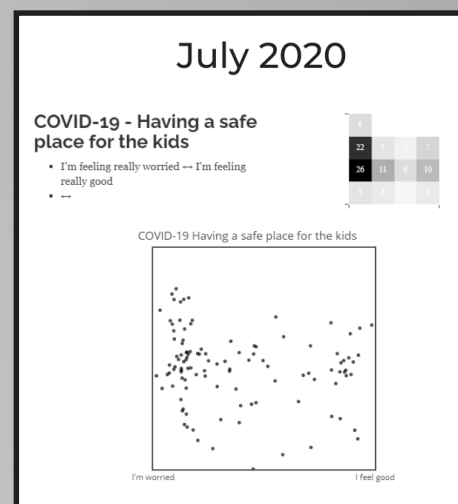 July 2020
COVID-19 - Having a safe
place for the kids
• I'm feeling really worried ↔ I'm feeling
really good
• ↔
6
22
26 11 10
COVID-19 Having a safe place for the kids
I'm worried I feel good